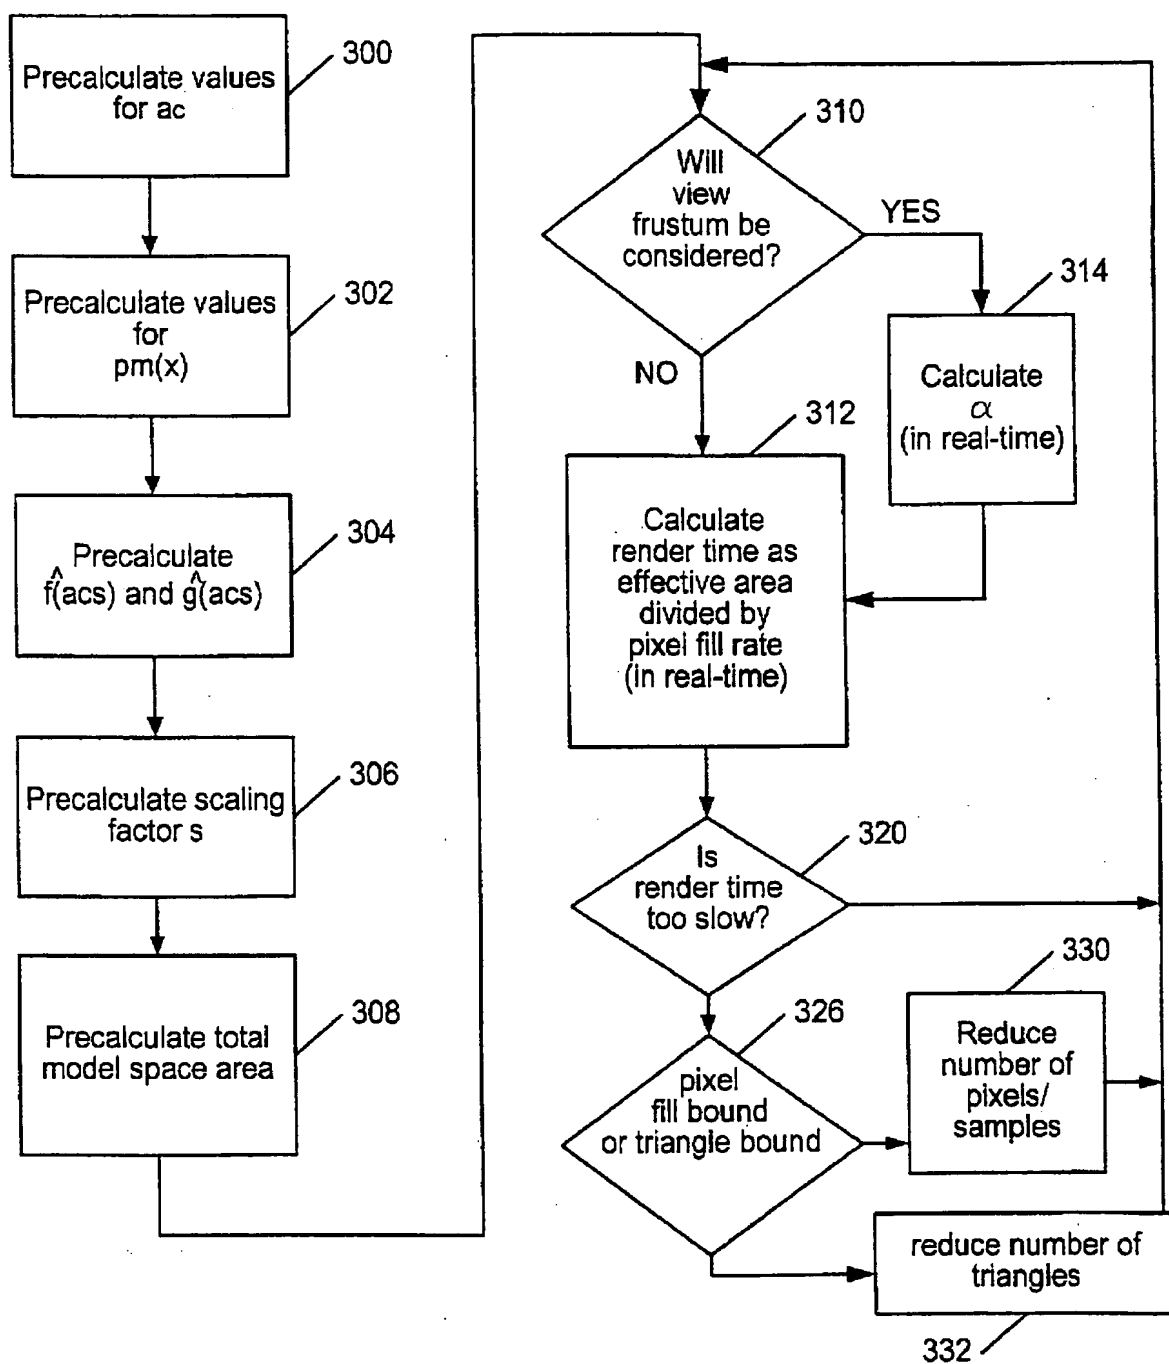 Precalculate values
for ac
300
Precalculate values
for
pm(x)
302
Precalculate
f̂(acs) and ĝ(acs)
304
Precalculate scaling
factor s
306
Precalculate total
model space area
308
Will
view
frustum be
considered?
310
YES
NO
314
Calculate
α
(in real-time)
312
Calculate
render time as
effective area
divided by
pixel fill rate
(in real-time)
Is
render time
too slow?
320
pixel
fill bound
or triangle bound
326
330
Reduce
number of
pixels/
samples
reduce number of
triangles
332